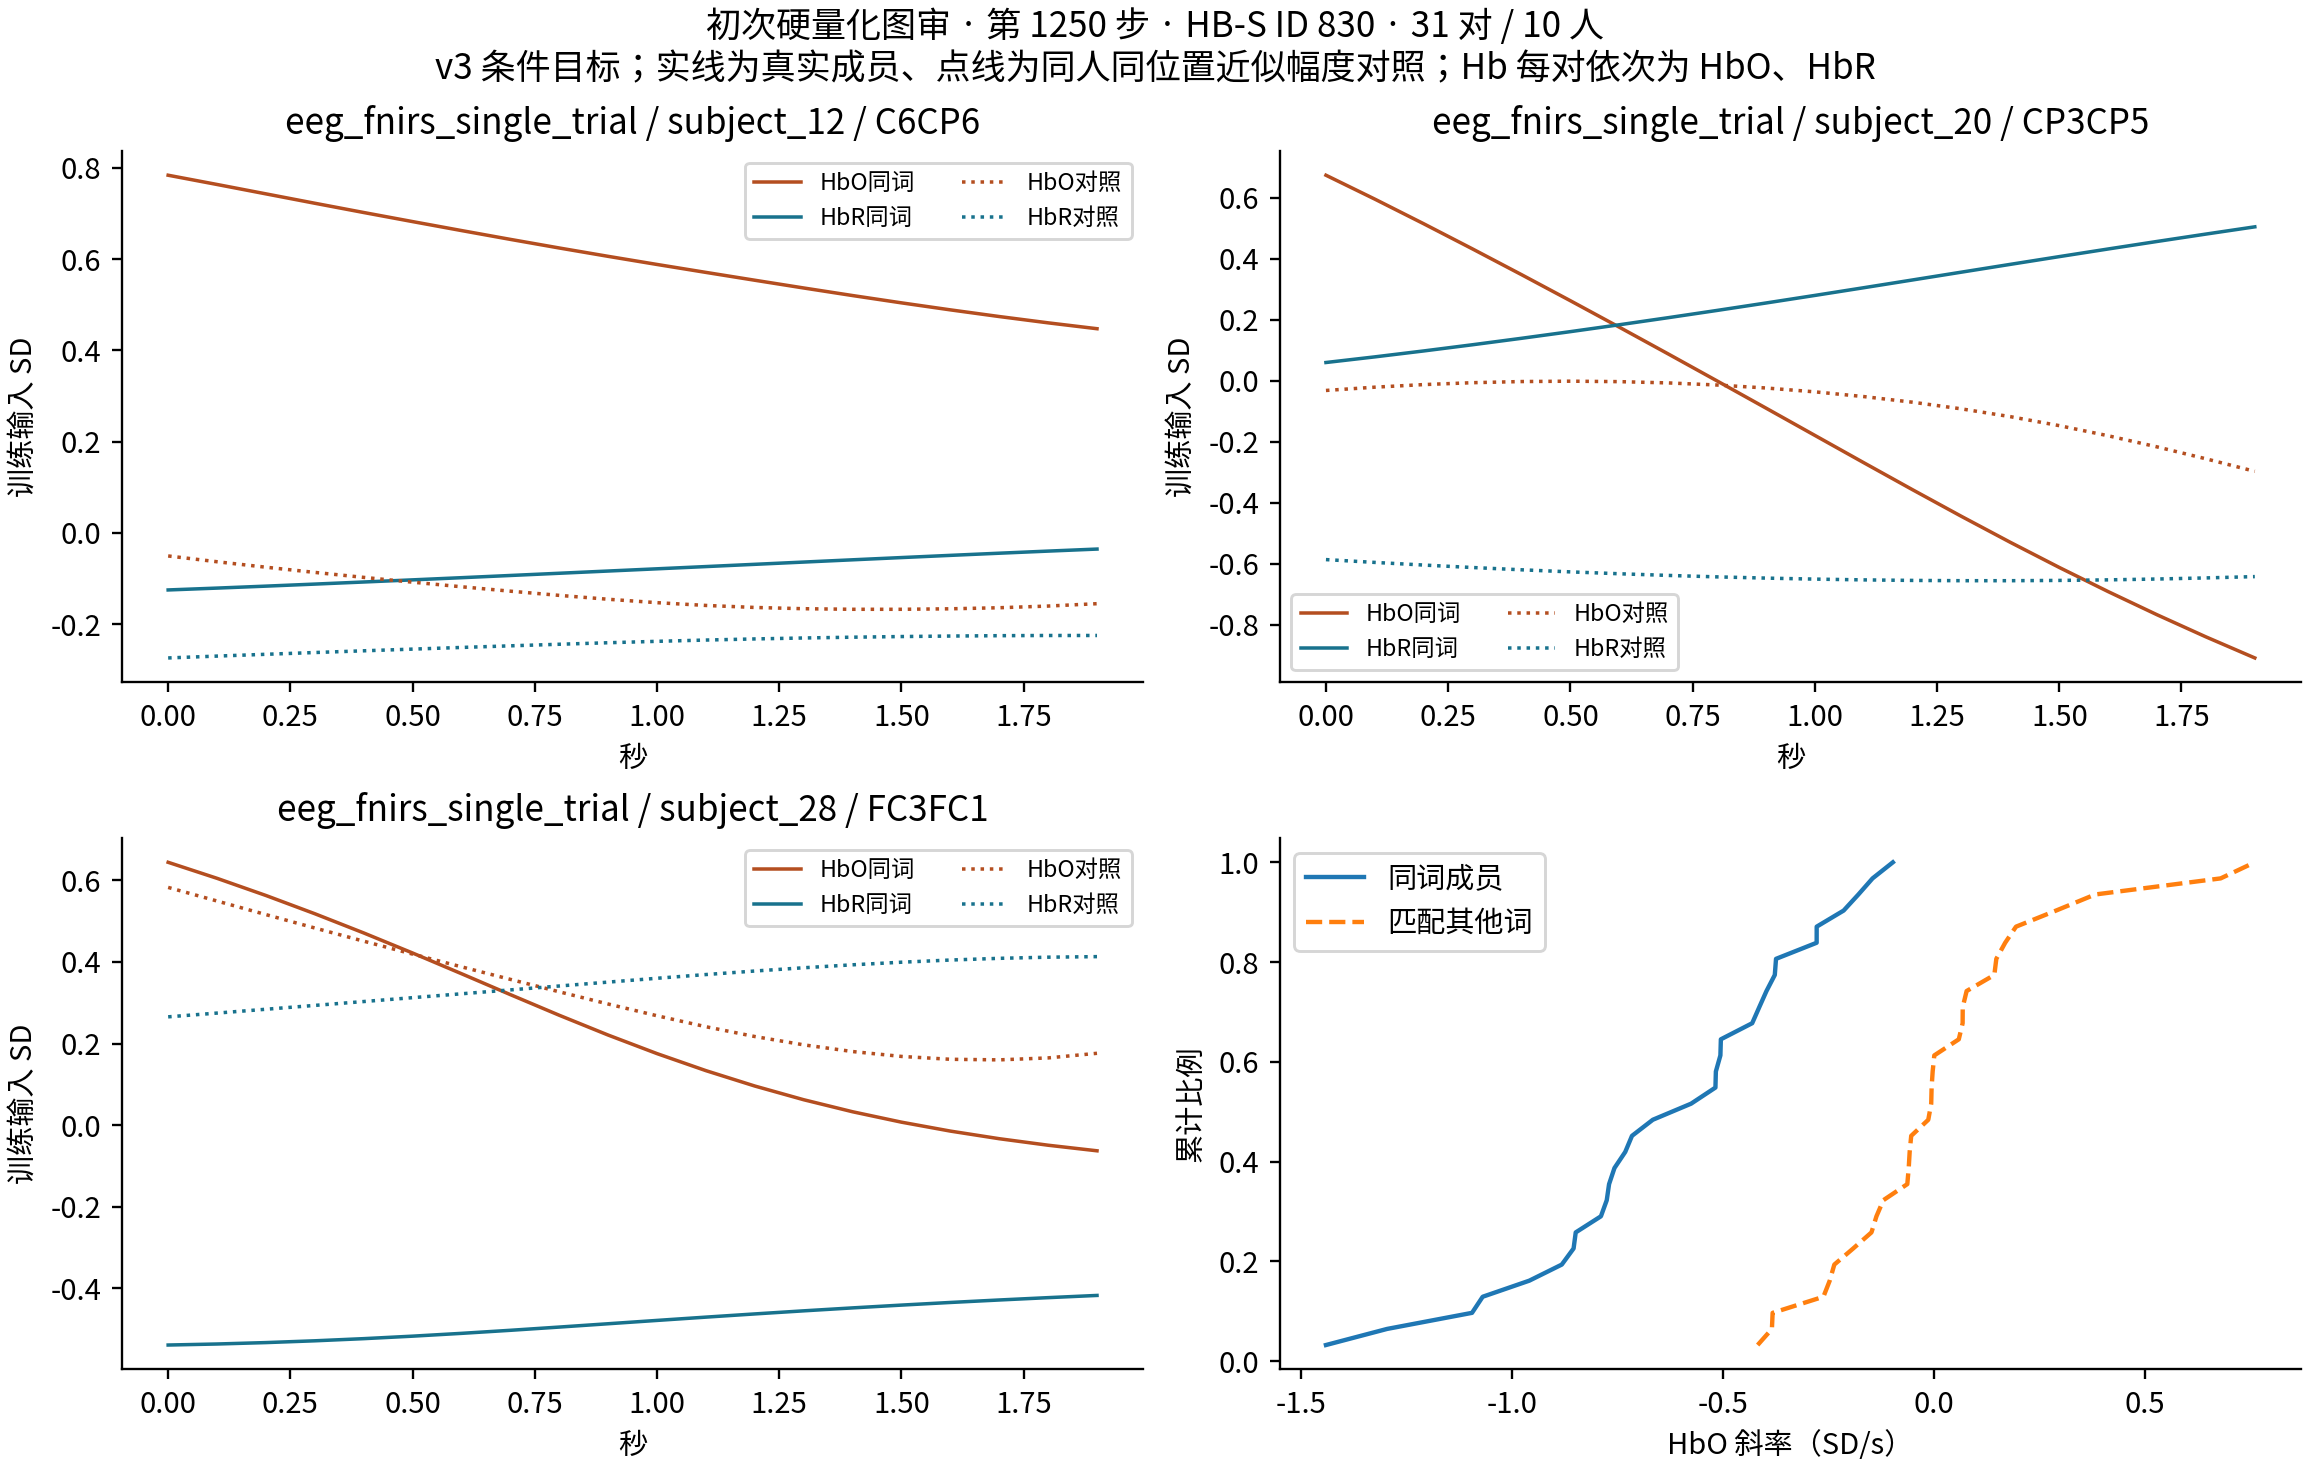 初次硬量化图审 · 第 1250 步 · HB-S ID 830 · 31 对 / 10 人
v3 条件目标；实线为真实成员、点线为同人同位置近似幅度对照；Hb 每对依次为 HbO、HbR
eeg_fnirs_single_trial / subject_12 / C6CP6
HbO同词 HbO对照
HbR同词 HbR对照
训练输入 SD
0.8
0.6
0.4
0.2
0.0
-0.2
0.00 0.25 0.50 0.75 1.00 1.25 1.50 1.75
秒
eeg_fnirs_single_trial / subject_20 / CP3CP5
训练输入 SD
0.6
0.4
0.2
0.0
-0.2
-0.4
-0.6
-0.8
HbO同词 HbO对照
HbR同词 HbR对照
0.00 0.25 0.50 0.75 1.00 1.25 1.50 1.75
秒
eeg_fnirs_single_trial / subject_28 / FC3FC1
HbO同词 HbO对照
HbR同词 HbR对照
训练输入 SD
0.6
0.4
0.2
0.0
-0.2
-0.4
0.00 0.25 0.50 0.75 1.00 1.25 1.50 1.75
秒
同词成员
匹配其他词
累计比例
1.0
0.8
0.6
0.4
0.2
0.0
-1.5 -1.0 -0.5 0.0 0.5
HbO 斜率（SD/s）